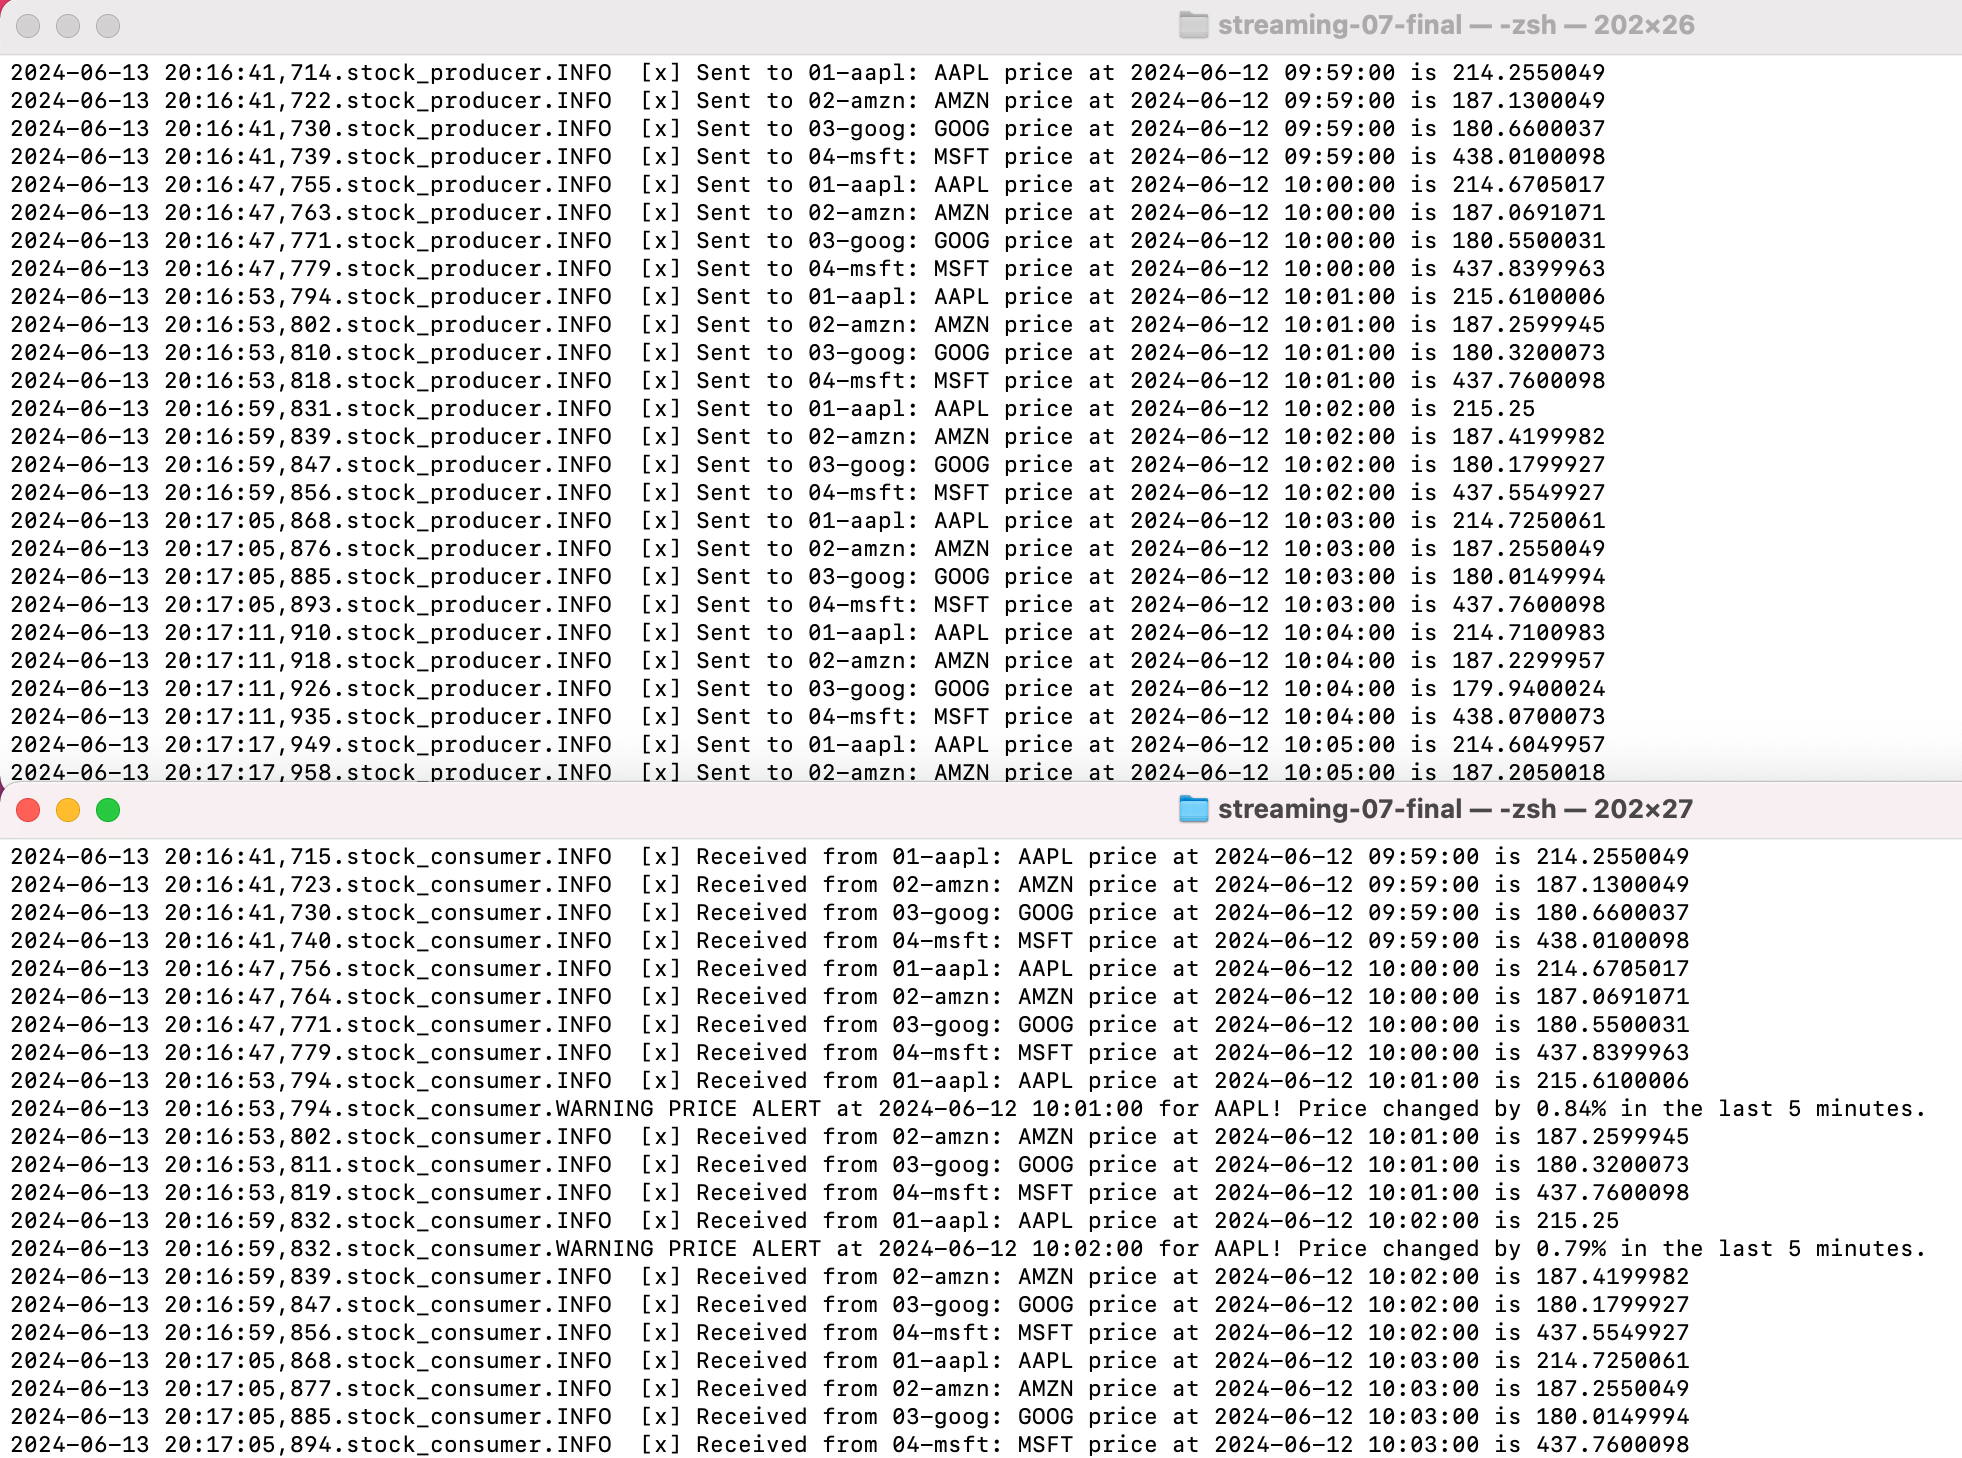 streaming-07-final — -zsh — 202×26
2024-06-13 20:16:41,714.stock_producer.INFO  [x] Sent to 01-aapl: AAPL price at 2024-06-12 09:59:00 is 214.2550049
2024-06-13 20:16:41,722.stock_producer.INFO  [x] Sent to 02-amzn: AMZN price at 2024-06-12 09:59:00 is 187.1300049
2024-06-13 20:16:41,730.stock_producer.INFO  [x] Sent to 03-goog: GOOG price at 2024-06-12 09:59:00 is 180.6600037
2024-06-13 20:16:41,739.stock_producer.INFO  [x] Sent to 04-msft: MSFT price at 2024-06-12 09:59:00 is 438.0100098
2024-06-13 20:16:47,755.stock_producer.INFO  [x] Sent to 01-aapl: AAPL price at 2024-06-12 10:00:00 is 214.6705017
2024-06-13 20:16:47,763.stock_producer.INFO  [x] Sent to 02-amzn: AMZN price at 2024-06-12 10:00:00 is 187.0691071
2024-06-13 20:16:47,771.stock_producer.INFO  [x] Sent to 03-goog: GOOG price at 2024-06-12 10:00:00 is 180.5500031
2024-06-13 20:16:47,779.stock_producer.INFO  [x] Sent to 04-msft: MSFT price at 2024-06-12 10:00:00 is 437.8399963
2024-06-13 20:16:53,794.stock_producer.INFO  [x] Sent to 01-aapl: AAPL price at 2024-06-12 10:01:00 is 215.6100006
2024-06-13 20:16:53,802.stock_producer.INFO  [x] Sent to 02-amzn: AMZN price at 2024-06-12 10:01:00 is 187.2599945
2024-06-13 20:16:53,810.stock_producer.INFO  [x] Sent to 03-goog: GOOG price at 2024-06-12 10:01:00 is 180.3200073
2024-06-13 20:16:53,818.stock_producer.INFO  [x] Sent to 04-msft: MSFT price at 2024-06-12 10:01:00 is 437.7600098
2024-06-13 20:16:59,831.stock_producer.INFO  [x] Sent to 01-aapl: AAPL price at 2024-06-12 10:02:00 is 215.25
2024-06-13 20:16:59,839.stock_producer.INFO  [x] Sent to 02-amzn: AMZN price at 2024-06-12 10:02:00 is 187.4199982
2024-06-13 20:16:59,847.stock_producer.INFO  [x] Sent to 03-goog: GOOG price at 2024-06-12 10:02:00 is 180.1799927
2024-06-13 20:16:59,856.stock_producer.INFO  [x] Sent to 04-msft: MSFT price at 2024-06-12 10:02:00 is 437.5549927
2024-06-13 20:17:05,868.stock_producer.INFO  [x] Sent to 01-aapl: AAPL price at 2024-06-12 10:03:00 is 214.7250061
2024-06-13 20:17:05,876.stock_producer.INFO  [x] Sent to 02-amzn: AMZN price at 2024-06-12 10:03:00 is 187.2550049
2024-06-13 20:17:05,885.stock_producer.INFO  [x] Sent to 03-goog: GOOG price at 2024-06-12 10:03:00 is 180.0149994
2024-06-13 20:17:05,893.stock_producer.INFO  [x] Sent to 04-msft: MSFT price at 2024-06-12 10:03:00 is 437.7600098
2024-06-13 20:17:11,910.stock_producer.INFO  [x] Sent to 01-aapl: AAPL price at 2024-06-12 10:04:00 is 214.7100983
2024-06-13 20:17:11,918.stock_producer.INFO  [x] Sent to 02-amzn: AMZN price at 2024-06-12 10:04:00 is 187.2299957
2024-06-13 20:17:11,926.stock_producer.INFO  [x] Sent to 03-goog: GOOG price at 2024-06-12 10:04:00 is 179.9400024
2024-06-13 20:17:11,935.stock_producer.INFO  [x] Sent to 04-msft: MSFT price at 2024-06-12 10:04:00 is 438.0700073
2024-06-13 20:17:17,949.stock_producer.INFO  [x] Sent to 01-aapl: AAPL price at 2024-06-12 10:05:00 is 214.6049957
2024-06-13 20:17:17,958.stock_producer.INFO  [x] Sent to 02-amzn: AMZN price at 2024-06-12 10:05:00 is 187.2050018
streaming-07-final — -zsh — 202×27
2024-06-13 20:16:41,715.stock_consumer.INFO  [x] Received from 01-aapl: AAPL price at 2024-06-12 09:59:00 is 214.2550049
2024-06-13 20:16:41,723.stock_consumer.INFO  [x] Received from 02-amzn: AMZN price at 2024-06-12 09:59:00 is 187.1300049
2024-06-13 20:16:41,730.stock_consumer.INFO  [x] Received from 03-goog: GOOG price at 2024-06-12 09:59:00 is 180.6600037
2024-06-13 20:16:41,740.stock_consumer.INFO  [x] Received from 04-msft: MSFT price at 2024-06-12 09:59:00 is 438.0100098
2024-06-13 20:16:47,756.stock_consumer.INFO  [x] Received from 01-aapl: AAPL price at 2024-06-12 10:00:00 is 214.6705017
2024-06-13 20:16:47,764.stock_consumer.INFO  [x] Received from 02-amzn: AMZN price at 2024-06-12 10:00:00 is 187.0691071
2024-06-13 20:16:47,771.stock_consumer.INFO  [x] Received from 03-goog: GOOG price at 2024-06-12 10:00:00 is 180.5500031
2024-06-13 20:16:47,779.stock_consumer.INFO  [x] Received from 04-msft: MSFT price at 2024-06-12 10:00:00 is 437.8399963
2024-06-13 20:16:53,794.stock_consumer.INFO  [x] Received from 01-aapl: AAPL price at 2024-06-12 10:01:00 is 215.6100006
2024-06-13 20:16:53,794.stock_consumer.WARNING PRICE ALERT at 2024-06-12 10:01:00 for AAPL! Price changed by 0.84% in the last 5 minutes.
2024-06-13 20:16:53,802.stock_consumer.INFO  [x] Received from 02-amzn: AMZN price at 2024-06-12 10:01:00 is 187.2599945
2024-06-13 20:16:53,811.stock_consumer.INFO  [x] Received from 03-goog: GOOG price at 2024-06-12 10:01:00 is 180.3200073
2024-06-13 20:16:53,819.stock_consumer.INFO  [x] Received from 04-msft: MSFT price at 2024-06-12 10:01:00 is 437.7600098
2024-06-13 20:16:59,832.stock_consumer.INFO  [x] Received from 01-aapl: AAPL price at 2024-06-12 10:02:00 is 215.25
2024-06-13 20:16:59,832.stock_consumer.WARNING PRICE ALERT at 2024-06-12 10:02:00 for AAPL! Price changed by 0.79% in the last 5 minutes.
2024-06-13 20:16:59,839.stock_consumer.INFO  [x] Received from 02-amzn: AMZN price at 2024-06-12 10:02:00 is 187.4199982
2024-06-13 20:16:59,847.stock_consumer.INFO  [x] Received from 03-goog: GOOG price at 2024-06-12 10:02:00 is 180.1799927
2024-06-13 20:16:59,856.stock_consumer.INFO  [x] Received from 04-msft: MSFT price at 2024-06-12 10:02:00 is 437.5549927
2024-06-13 20:17:05,868.stock_consumer.INFO  [x] Received from 01-aapl: AAPL price at 2024-06-12 10:03:00 is 214.7250061
2024-06-13 20:17:05,877.stock_consumer.INFO  [x] Received from 02-amzn: AMZN price at 2024-06-12 10:03:00 is 187.2550049
2024-06-13 20:17:05,885.stock_consumer.INFO  [x] Received from 03-goog: GOOG price at 2024-06-12 10:03:00 is 180.0149994
2024-06-13 20:17:05,894.stock_consumer.INFO  [x] Received from 04-msft: MSFT price at 2024-06-12 10:03:00 is 437.7600098